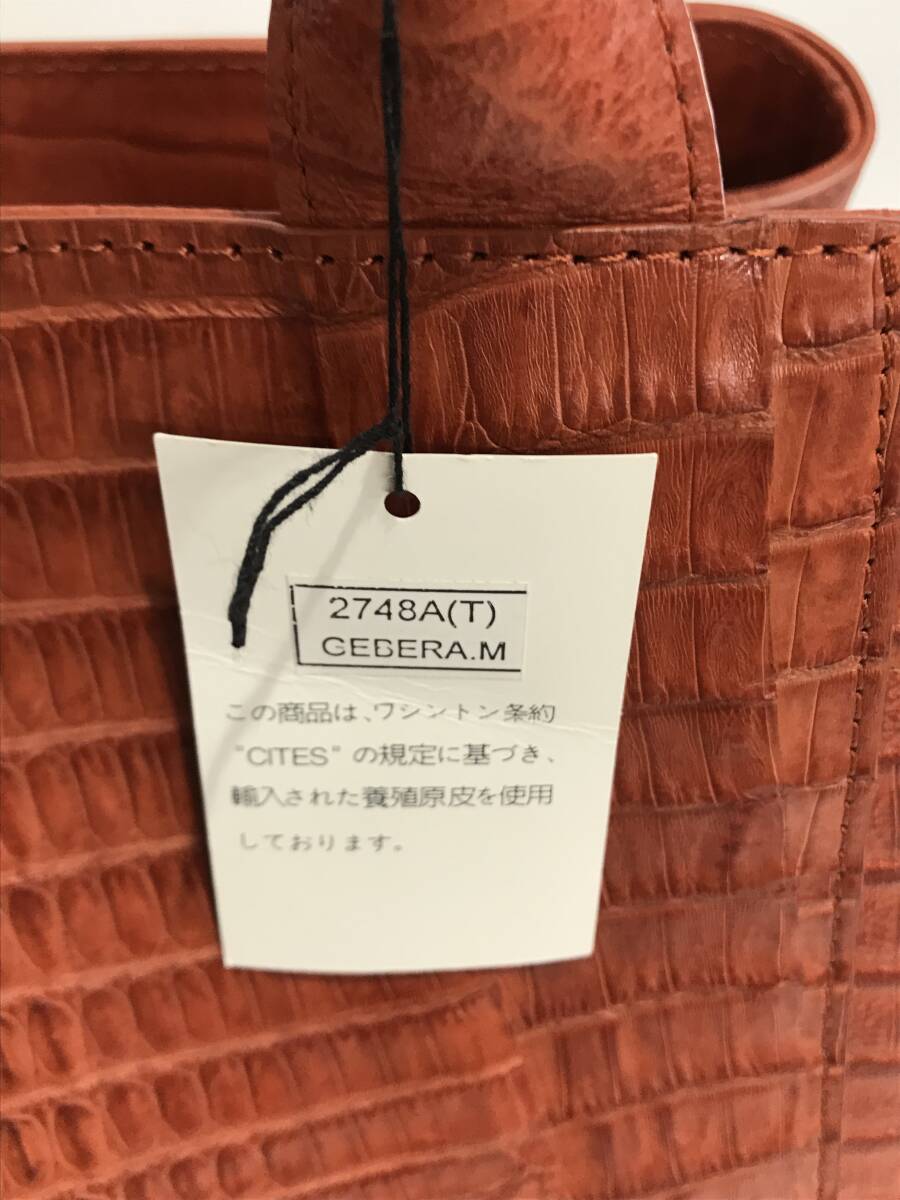 2748A(T)
GEBERA.M
この商品は、ワシントン条約
"CITES" の規定に基づき、
輸入された養殖原皮を使用
しております。